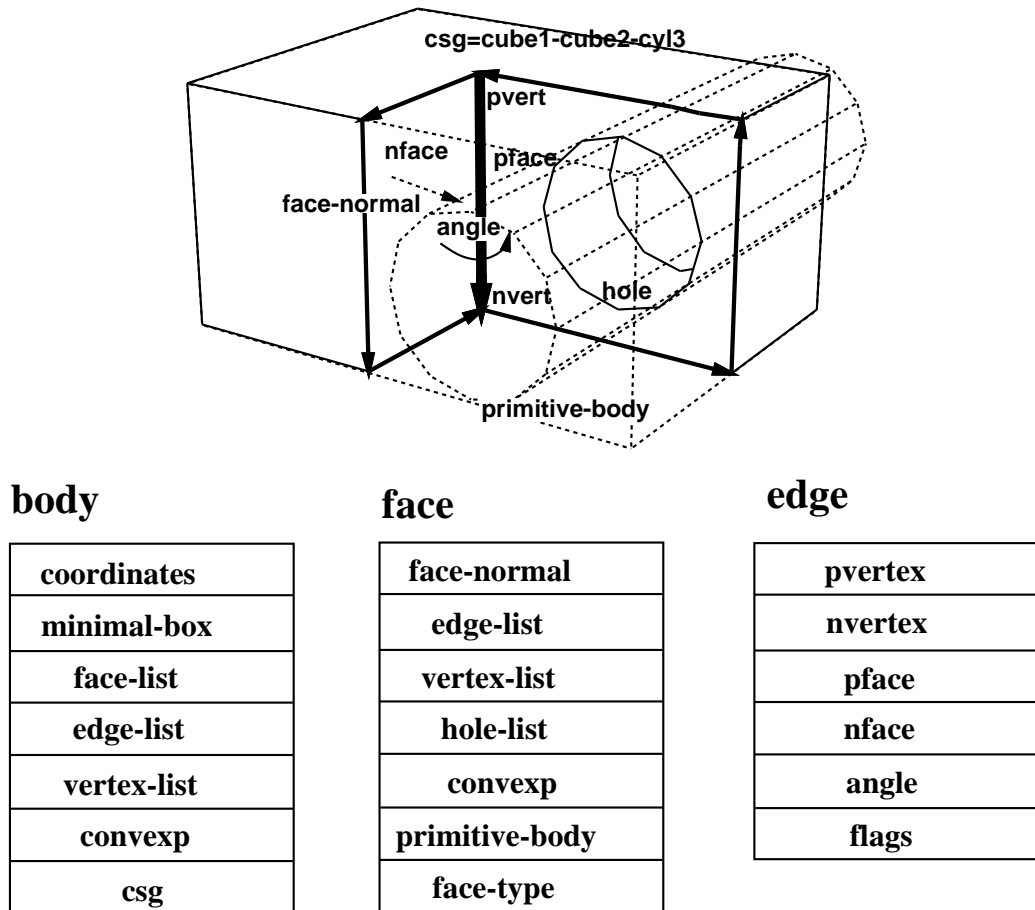 csg=cube1-cube2-cyl3
pvert
nface
pface
face-normal
angle
nvert
hole
primitive-body
body
coordinates
minimal-box
face-list
edge-list
vertex-list
convexp
csg
face
face-normal
edge-list
vertex-list
hole-list
convexp
primitive-body
face-type
edge
pvertex
nvertex
pface
nface
angle
flags